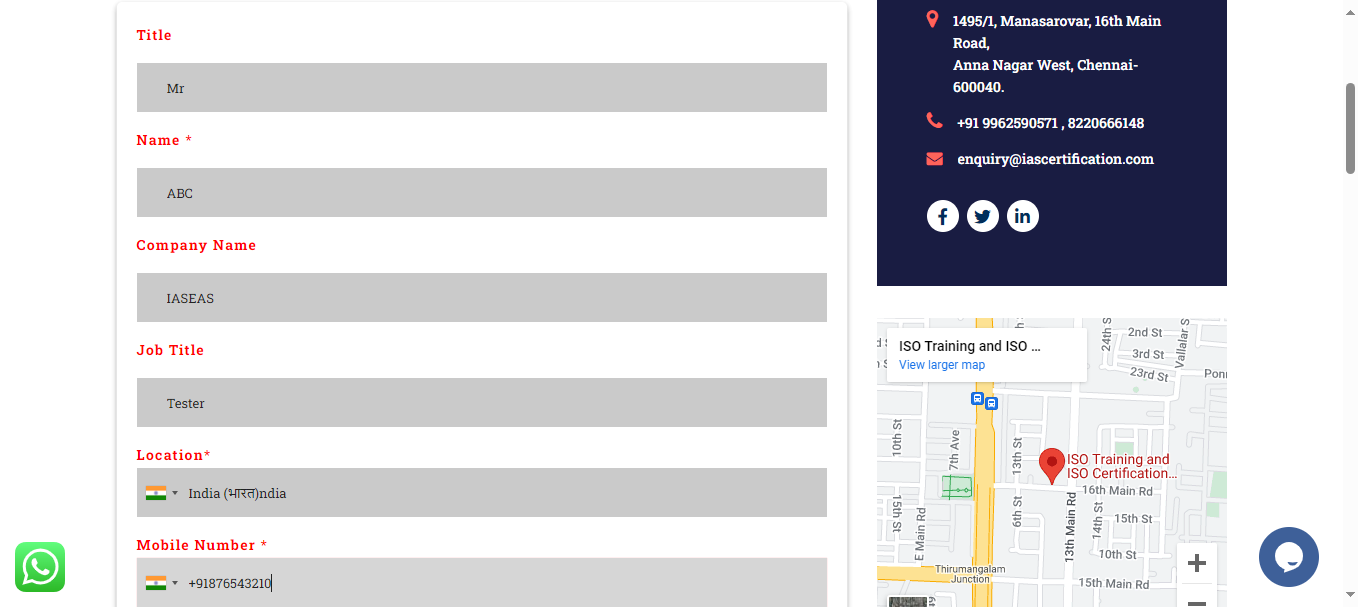 Title
Mr
Name *
ABC
Company Name
IASEAS
Job Title
Tester
Location*
India (भारत)ndia
Mobile Number *
+91876543210
1495/1, Manasarovar, 16th Main
Road,
Anna Nagar West, Chennai-
600040.
+91 9962590571 , 8220666148
enquiry@iascertification.com
ISO Training and ISO ...
View larger map
24th S
2nd St
Vallalar S
3rd St
23rd St
Ponn
10th St
7th Ave
13th St
ISO Training and
ISO Certification...
16th Main Rd
15th St
E Main Rd
6th St
13th Main Rd
14th St
15th St
10th St
Thirumangalam
Junction
15th Main Rd